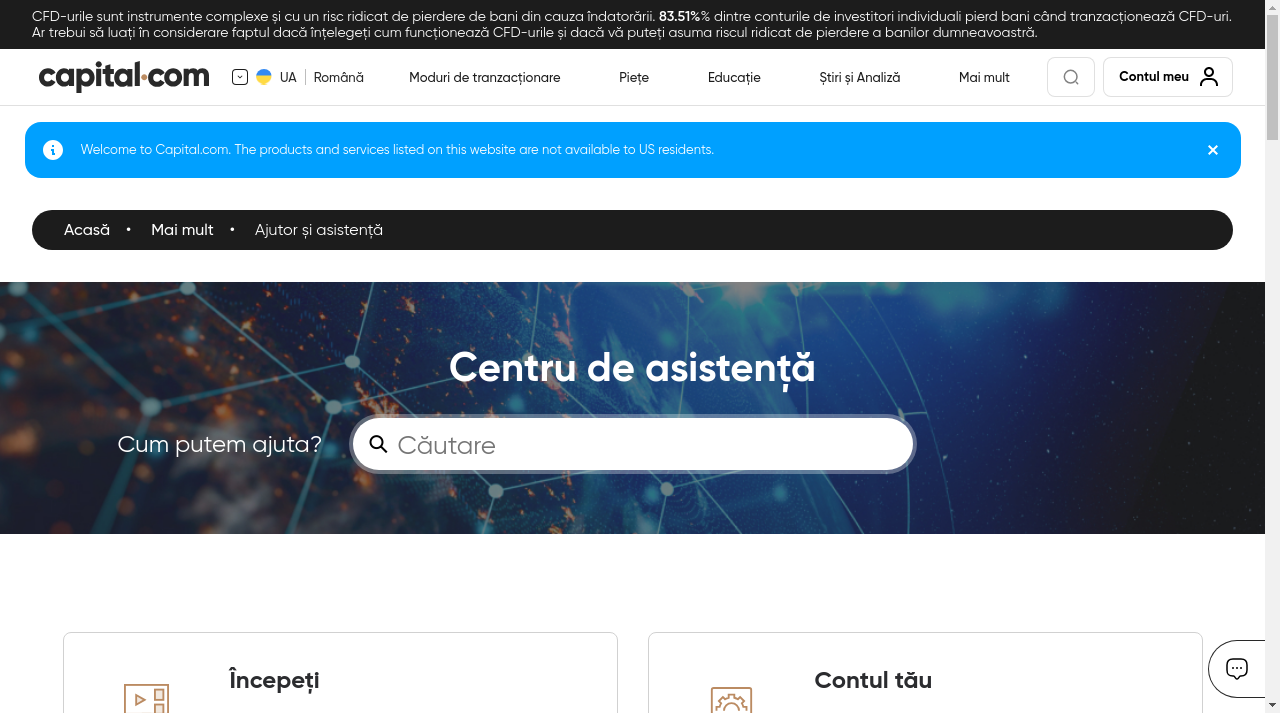 CFD-urile sunt instrumente complexe și cu un risc ridicat de pierdere de bani din cauza îndatorării. 83.51%% dintre conturile de investitori individuali pierd bani când tranzacționează CFD-uri.
Ar trebui să luați în considerare faptul dacă înțelegeți cum funcționează CFD-urile și dacă vă puteți asuma riscul ridicat de pierdere a banilor dumneavoastră.
capital.com UA Română Moduri de tranzacționare Piețe Educație Știri și Analiză Mai mult Contul meu
Welcome to Capital.com. The products and services listed on this website are not available to US residents.
Acasă • Mai mult • Ajutor și asistență
Centru de asistență
Cum putem ajuta? Căutare
Începeți Contul tău